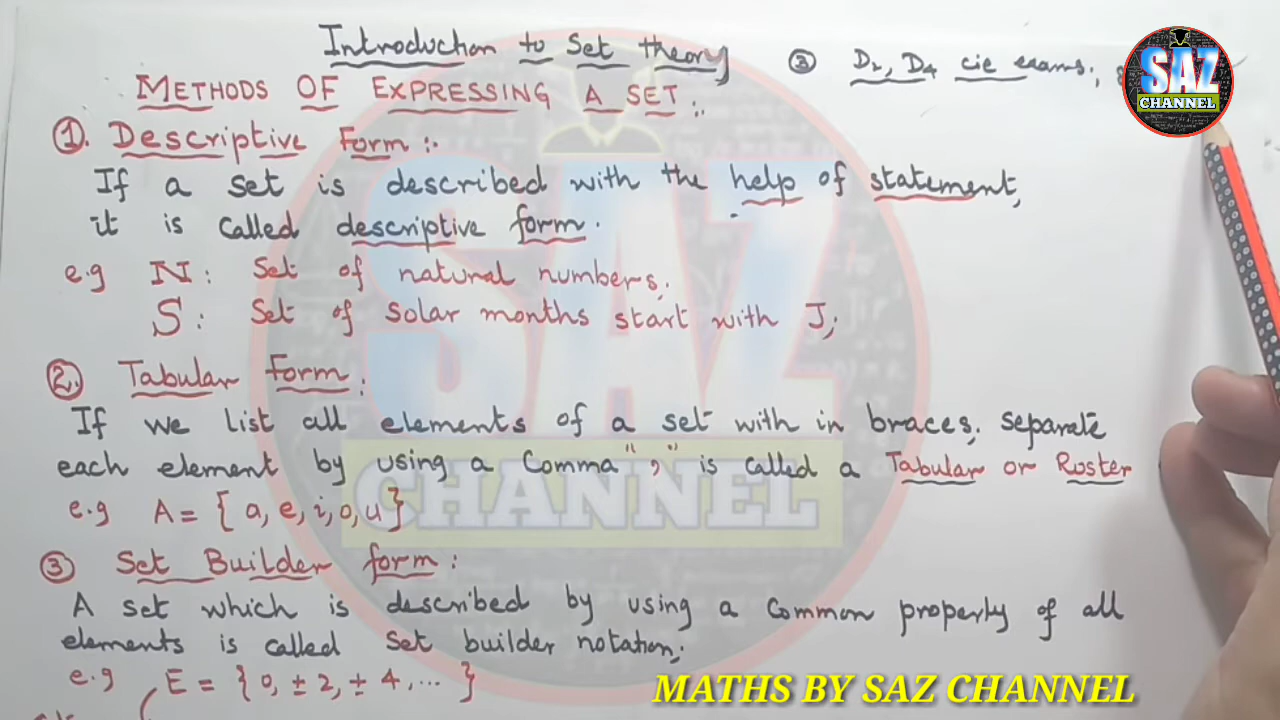 Introduction to Set theory ② D₂, D₄ cie exams.,
METHODS OF EXPRESSING A SET:.
SAZ
CHANNEL
①. Descriptive Form :.
If a set is described with the help of statement,
it is called descriptive form.
e.g N: Set of natural numbers.
S: Set of solar months start with J;
②. Tabular Form:
If we list all elements of a set with in braces, separate
each element by using a Comma "," is called a Tabular or Roster
e.g A = { a, e, i, o, u }
③ Set Builder form:
A set which is described by using a common property of all
elements is called set builder notation;
e.g E = { 0, ± 2, ± 4, ... }
MATHS BY SAZ CHANNEL
SAZ
CHANNEL